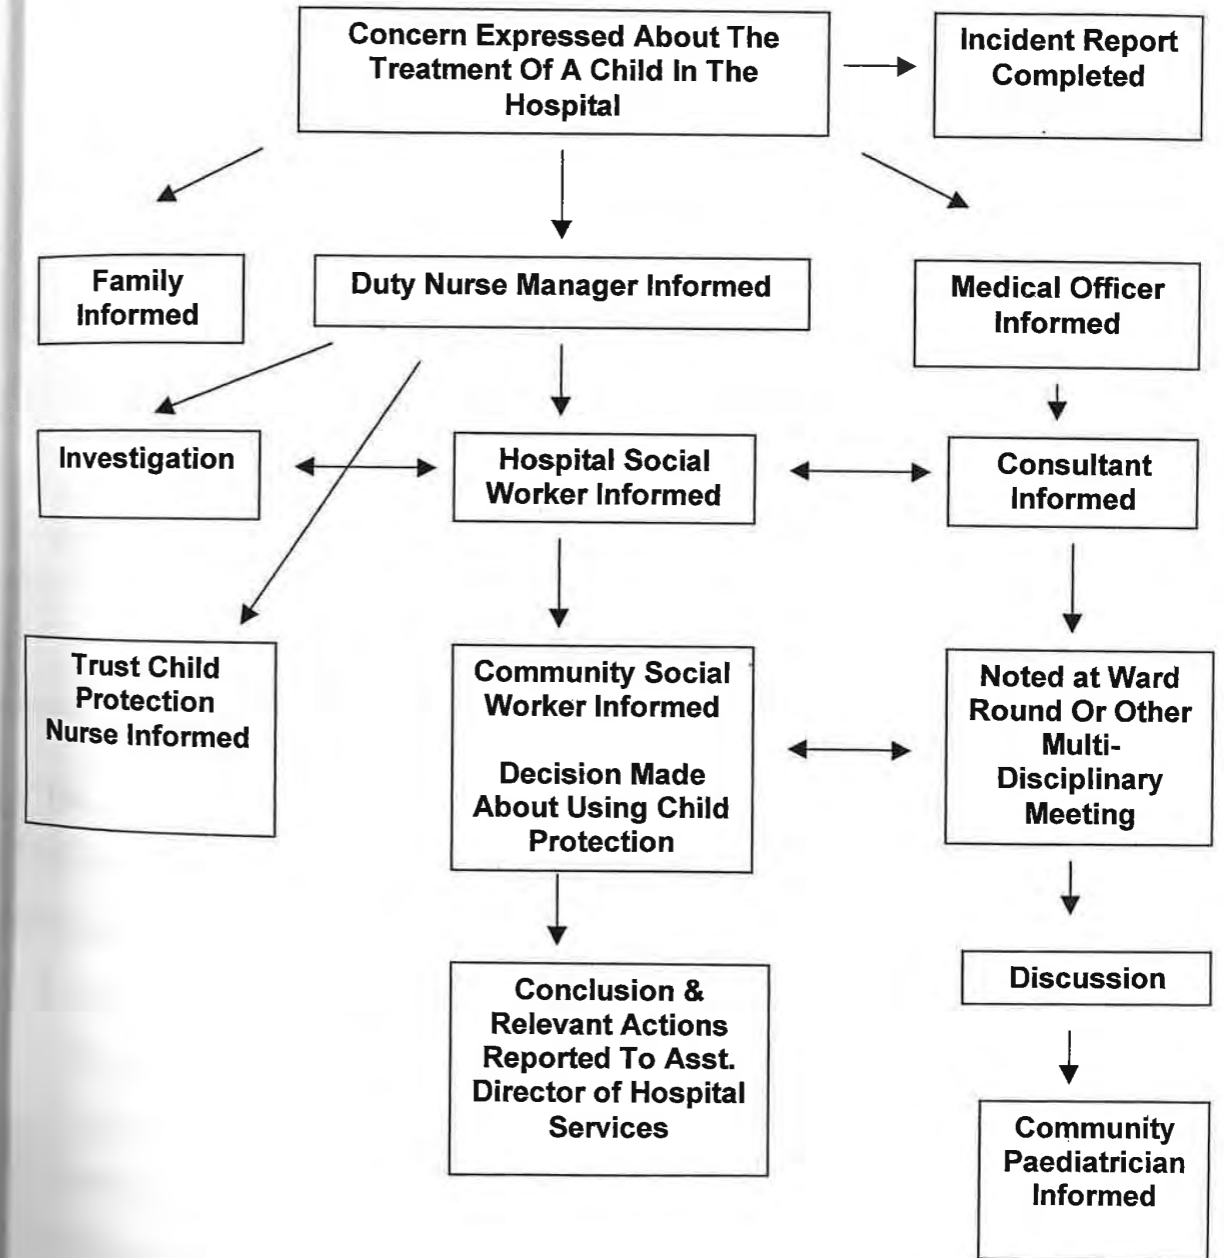 Concern Expressed About The
Treatment Of A Child In The
Hospital
Incident Report
Completed
Family
Informed
Duty Nurse Manager Informed
Medical Officer
Informed
Investigation
Hospital Social
Worker Informed
Consultant
Informed
Trust Child
Protection
Nurse Informed
Community Social
Worker Informed
Decision Made
About Using Child
Protection
Noted at Ward
Round Or Other
Multi-
Disciplinary
Meeting
Conclusion &
Relevant Actions
Reported To Asst.
Director of Hospital
Services
Discussion
Community
Paediatrician
Informed